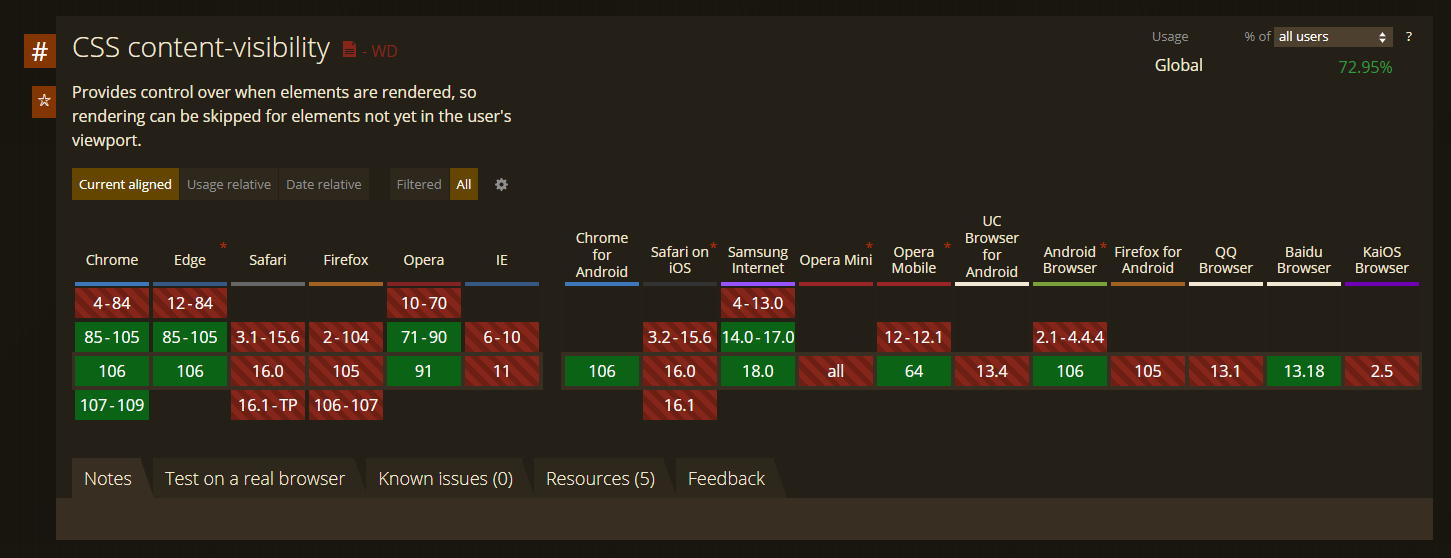 #
CSS content-visibility - WD
Usage % of all users ?
Global 72.95%
☆
Provides control over when elements are rendered, so
rendering can be skipped for elements not yet in the user's
viewport.
Current aligned Usage relative Date relative Filtered All
Chrome Edge * Safari Firefox Opera IE
Chrome for Android Safari on iOS * Samsung Internet Opera Mini * Opera Mobile * UC Browser for Android Android Browser * Firefox for Android QQ Browser Baidu Browser KaiOS Browser
4-84 12-84 10-70 4-13.0
85-105 85-105 3.1-15.6 2-104 71-90 6-10 3.2-15.6 14.0-17.0 12-12.1 2.1-4.4.4
106 106 16.0 105 91 11 106 16.0 18.0 all 64 13.4 106 105 13.1 13.18 2.5
107-109 16.1-TP 106-107 16.1
Notes Test on a real browser Known issues (0) Resources (5) Feedback